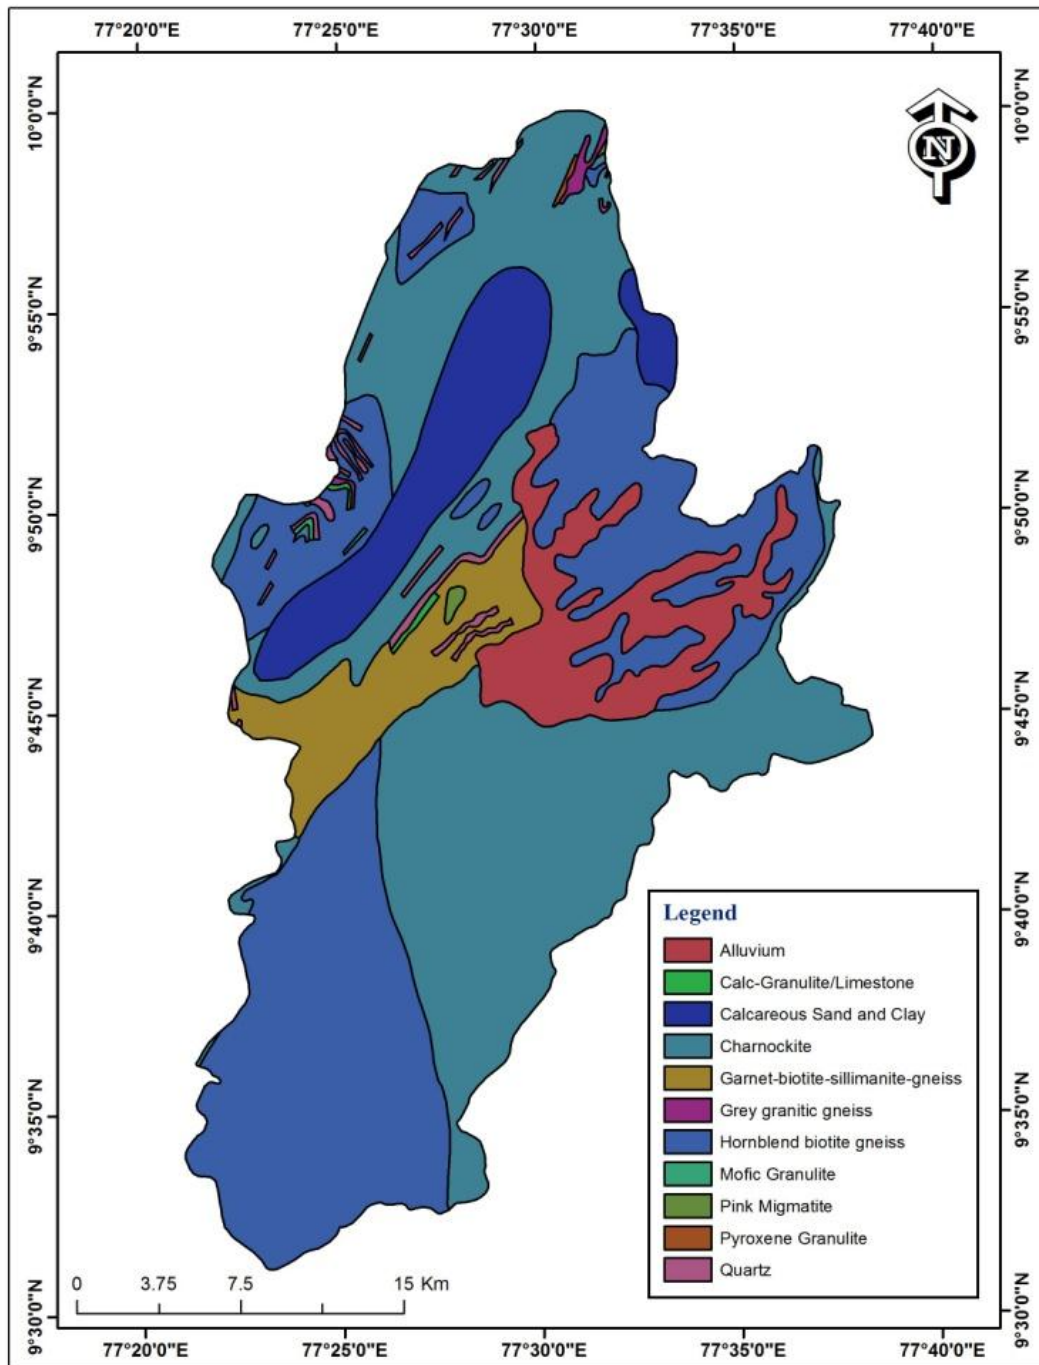 77°20'0"E 77°25'0"E 77°30'0"E 77°35'0"E 77°40'0"E
10°0'0"N 10°0'0"N
N
9°55'0"N 9°55'0"N
9°50'0"N 9°50'0"N
9°45'0"N 9°45'0"N
9°40'0"N 9°40'0"N
9°35'0"N 9°35'0"N
9°30'0"N 9°30'0"N
Legend
Alluvium
Calc-Granulite/Limestone
Calcareous Sand and Clay
Charnockite
Garnet-biotite-sillimanite-gneiss
Grey granitic gneiss
Hornblend biotite gneiss
Mofic Granulite
Pink Migmatite
Pyroxene Granulite
Quartz
0 3.75 7.5 15 Km
77°20'0"E 77°25'0"E 77°30'0"E 77°35'0"E 77°40'0"E